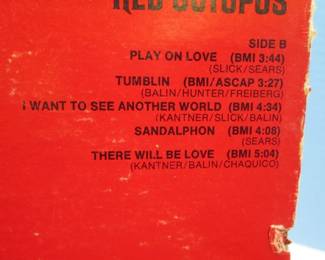 RED OCTOPUS
SIDE B
PLAY ON LOVE (BMI 3:44)
(SLICK/SEARS)
TUMBLIN (BMI/ASCAP 3:27)
(BALIN/HUNTER/FREIBERG)
I WANT TO SEE ANOTHER WORLD (BMI 4:34)
(KANTNER/SLICK/BALIN)
SANDALPHON (BMI 4:08)
(SEARS)
THERE WILL BE LOVE (BMI 5:04)
(KANTNER/BALIN/CHAQUICO)